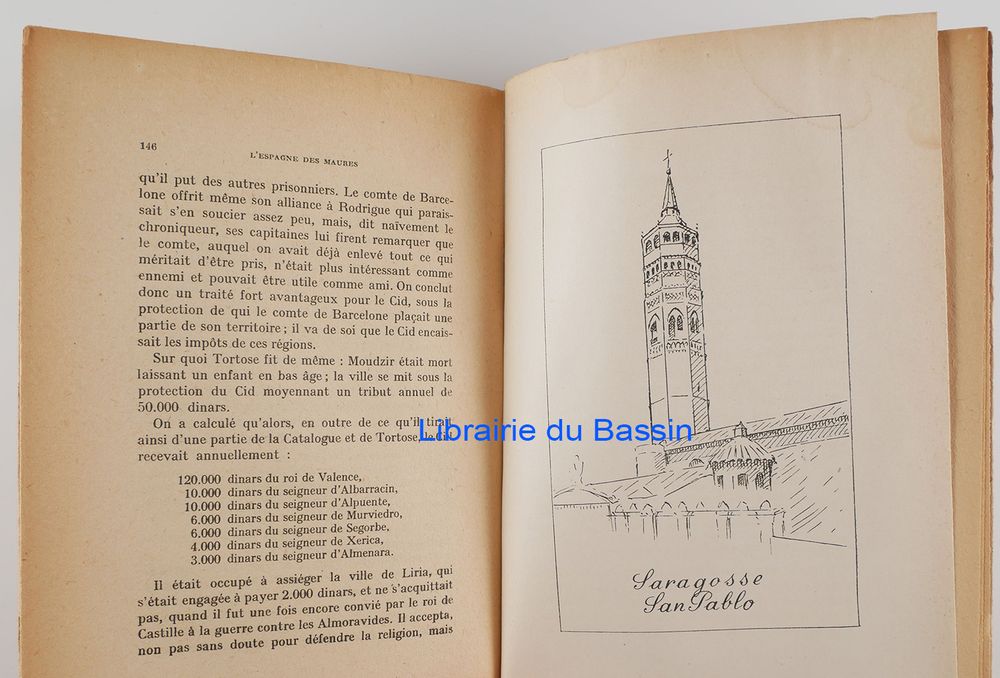 146
L'ESPAGNE DES MAURES
qu'il put des autres prisonniers. Le comte de Barce-
lone offrit même son alliance à Rodrigue qui parais-
sait s'en soucier assez peu, mais, dit naïvement le
chroniqueur, ses capitaines lui firent remarquer que
le comte, auquel on avait déjà enlevé tout ce qui
méritait d'être pris, n'était plus intéressant comme
ennemi et pouvait être utile comme ami. On conclut
donc un traité fort avantageux pour le Cid, sous la
protection de qui le comte de Barcelone plaçait une
partie de son territoire ; il va de soi que le Cid encais-
sait les impôts de ces régions.
Sur quoi Tortose fit de même : Moudzir était mort
laissant un enfant en bas âge ; la ville se mit sous la
protection du Cid moyennant un tribut annuel de
50.000 dinars.
On a calculé qu'alors, en outre de ce qu'il tirait
ainsi d'une partie de la Catalogue et de Tortose, le Cid
recevait annuellement :
120.000 dinars du roi de Valence,
10.000 dinars du seigneur d'Albarracin,
10.000 dinars du seigneur d'Alpuente,
6.000 dinars du seigneur de Murviedro,
6.000 dinars du seigneur de Segorbe,
4.000 dinars du seigneur de Xerica,
3.000 dinars du seigneur d'Almenara.
Il était occupé à assiéger la ville de Liria, qui
s'était engagée à payer 2.000 dinars, et ne s'acquittait
pas, quand il fut une fois encore convié par le roi de
Castille à la guerre contre les Almoravides. Il accepta,
non pas sans doute pour défendre la religion, mais
Librairie du Bassin
Saragosse
San Pablo